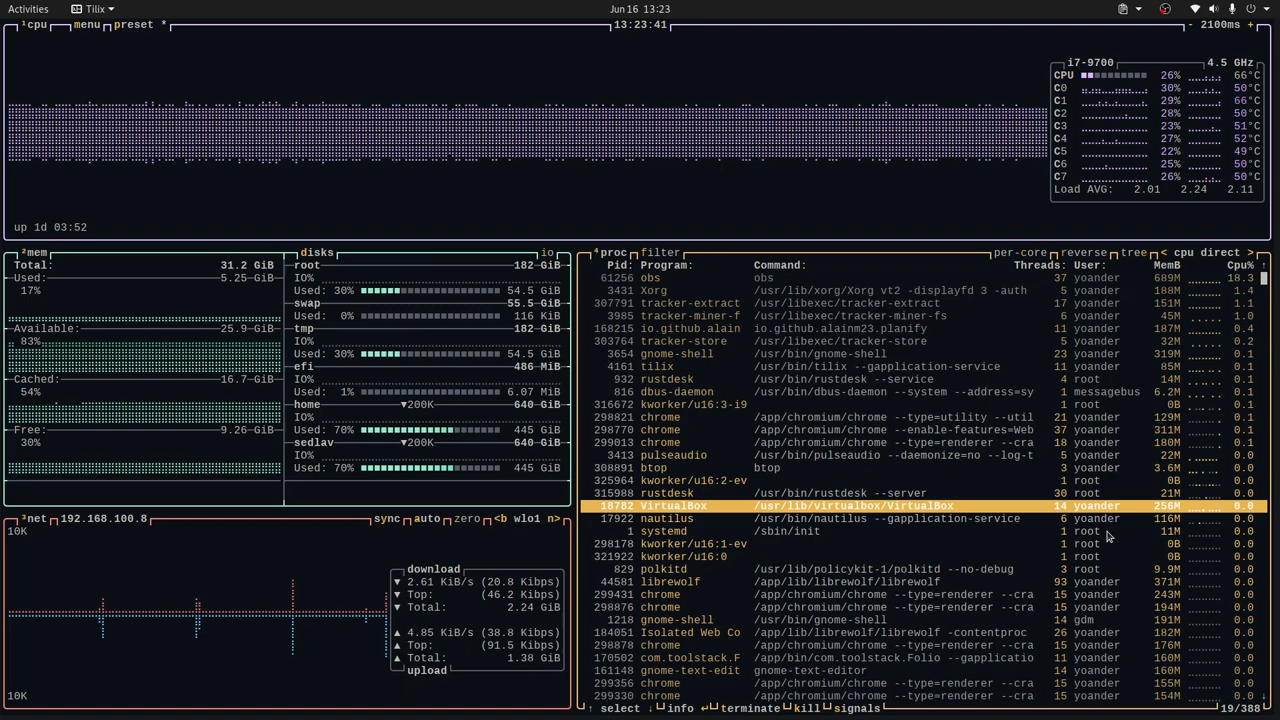 Activities Tilix Jun 16 13:23
¹cpu menu preset * 13:23:41 - 2100ms +
i7-9700 4.5 GHz
CPU 26% 66°C
C0 30% 50°C
C1 29% 66°C
C2 28% 50°C
C3 23% 51°C
C4 27% 52°C
C5 22% 49°C
C6 25% 50°C
C7 26% 50°C
Load AVG: 2.01 2.24 2.11
up 1d 03:52
²mem
Total: 31.2 GiB
Used: 5.25 GiB
17%
Available: 25.9 GiB
83%
Cached: 16.7 GiB
54%
Free: 9.26 GiB
30%
disks io
root 182 GiB
IO%
Used: 30% 54.5 GiB
swap 55.5 GiB
Used: 0% 116 KiB
tmp 182 GiB
IO%
Used: 30% 54.5 GiB
efi 486 MiB
IO%
Used: 1% 6.07 MiB
home ▼200K 640 GiB
IO%
Used: 70% 445 GiB
sedlav ▼200K 640 GiB
IO%
Used: 70% 445 GiB
³net 192.168.100.8 sync auto zero <b wlo1 n>
10K
download
▼ 2.61 KiB/s (20.8 Kibps)
▼ Top: (46.2 Kibps)
▼ Total: 2.24 GiB
▲ 4.85 KiB/s (38.8 Kibps)
▲ Top: (91.5 Kibps)
▲ Total: 1.38 GiB
upload
10K
⁴proc filter per-core reverse tree < cpu direct >
Pid: Program: Command: Threads: User: MemB Cpu% ↑
61256 obs obs 37 yoander 689M 18.3
3431 Xorg /usr/lib/xorg/Xorg vt2 -displayfd 3 -auth 5 yoander 188M 1.4
307791 tracker-extract /usr/libexec/tracker-extract 17 yoander 151M 1.1
3985 tracker-miner-f /usr/libexec/tracker-miner-fs 6 yoander 45M 1.0
168215 io.github.alain io.github.alainm23.planify 11 yoander 187M 0.4
303764 tracker-store /usr/libexec/tracker-store 5 yoander 32M 0.2
3654 gnome-shell /usr/bin/gnome-shell 23 yoander 319M 0.1
4161 tilix /usr/bin/tilix --gapplication-service 11 yoander 85M 0.1
932 rustdesk /usr/bin/rustdesk --service 4 root 14M 0.1
816 dbus-daemon /usr/bin/dbus-daemon --system --address=sy 1 messagebus 6.2M 0.1
316672 kworker/u16:3-i9 1 root 0B 0.1
298821 chrome /app/chromium/chrome --type=utility --util 21 yoander 129M 0.1
298770 chrome /app/chromium/chrome --enable-features=Web 37 yoander 311M 0.1
299013 chrome /app/chromium/chrome --type=renderer --cra 18 yoander 180M 0.1
3413 pulseaudio /usr/bin/pulseaudio --daemonize=no --log-t 5 yoander 22M 0.0
308891 btop btop 3 yoander 3.6M 0.0
325964 kworker/u16:2-ev 1 root 0B 0.0
315988 rustdesk /usr/bin/rustdesk --server 30 root 21M 0.0
18782 VirtualBox /usr/lib/virtualbox/VirtualBox 14 yoander 256M 0.0
17922 nautilus /usr/bin/nautilus --gapplication-service 6 yoander 116M 0.0
1 systemd /sbin/init 1 root 11M 0.0
298178 kworker/u16:1-ev 1 root 0B 0.0
321922 kworker/u16:0 1 root 0B 0.0
829 polkitd /usr/lib/policykit-1/polkitd --no-debug 3 root 9.9M 0.0
44581 librewolf /app/lib/librewolf/librewolf 93 yoander 371M 0.0
299431 chrome /app/chromium/chrome --type=renderer --cra 15 yoander 243M 0.0
298876 chrome /app/chromium/chrome --type=renderer --cra 15 yoander 194M 0.0
1218 gnome-shell /usr/bin/gnome-shell 14 gdm 191M 0.0
184051 Isolated Web Co /app/lib/librewolf/librewolf -contentproc 26 yoander 182M 0.0
298878 chrome /app/chromium/chrome --type=renderer --cra 15 yoander 176M 0.0
170502 com.toolstack.F /app/bin/com.toolstack.Folio --gapplicatio 11 yoander 160M 0.0
161148 gnome-text-edit gnome-text-editor 14 yoander 160M 0.0
299356 chrome /app/chromium/chrome --type=renderer --cra 15 yoander 155M 0.0
299330 chrome /app/chromium/chrome --type=renderer --cra 15 yoander 154M 0.0
↑ select ↓ info ↵ terminate kill signals 19/388 ↓